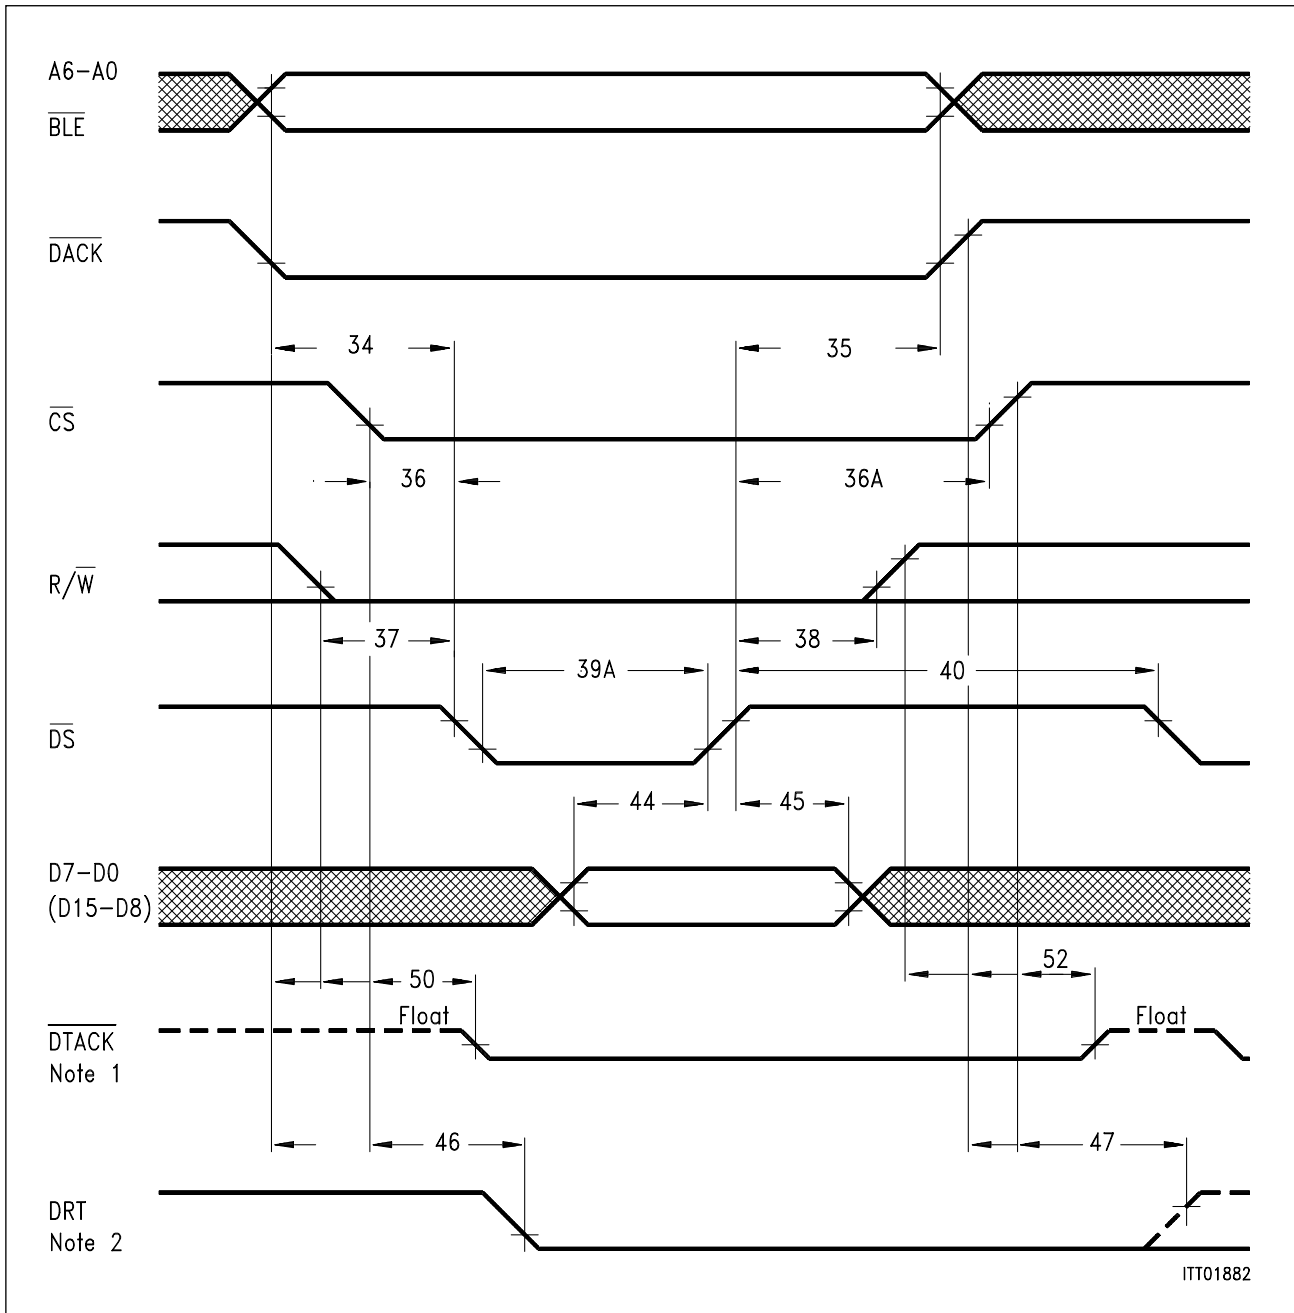 A6-A0
BLE
DACK
34
35
CS
36
36A
R/W
37
38
39A
40
DS
44
45
D7-D0
(D15-D8)
50
52
Float
Float
DTACK
Note 1
46
47
DRT
Note 2
ITT01882